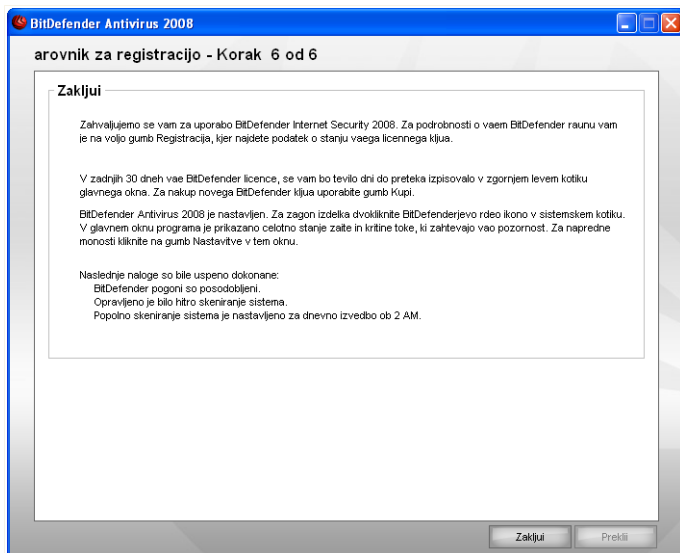 BitDefender Antivirus 2008
arovnik za registracijo - Korak 6 od 6
Zakljui
Zahvaljujemo se vam za uporabo BitDefender Internet Security 2008. Za podrobnosti o vaem BitDefender raunu vam
je na voljo gumb Registracija, kjer najdete podatek o stanju vaega licennega kljua.
V zadnjih 30 dneh vae BitDefender licence, se vam bo tevilo dni do preteka izpisovalo v zgornjem levem kotiku
glavnega okna. Za nakup novega BitDefender kljua uporabite gumb Kupi.
BitDefender Antivirus 2008 je nastavljen. Za zagon izdelka dvokliknite BitDefenderjevo rdeo ikono v sistemskem kotiku.
V glavnem oknu programa je prikazano celotno stanje zaite in kritine toke, ki zahtevajo vao pozornost. Za napredne
monosti kliknite na gumb Nastavitve v tem oknu.
Naslednje naloge so bile uspeno dokonane:
BitDefender pogoni so posodobljeni.
Opravljeno je bilo hitro skeniranje sistema.
Popolno skeniranje sistema je nastavljeno za dnevno izvedbo ob 2 AM.
Zakljui
Preklii